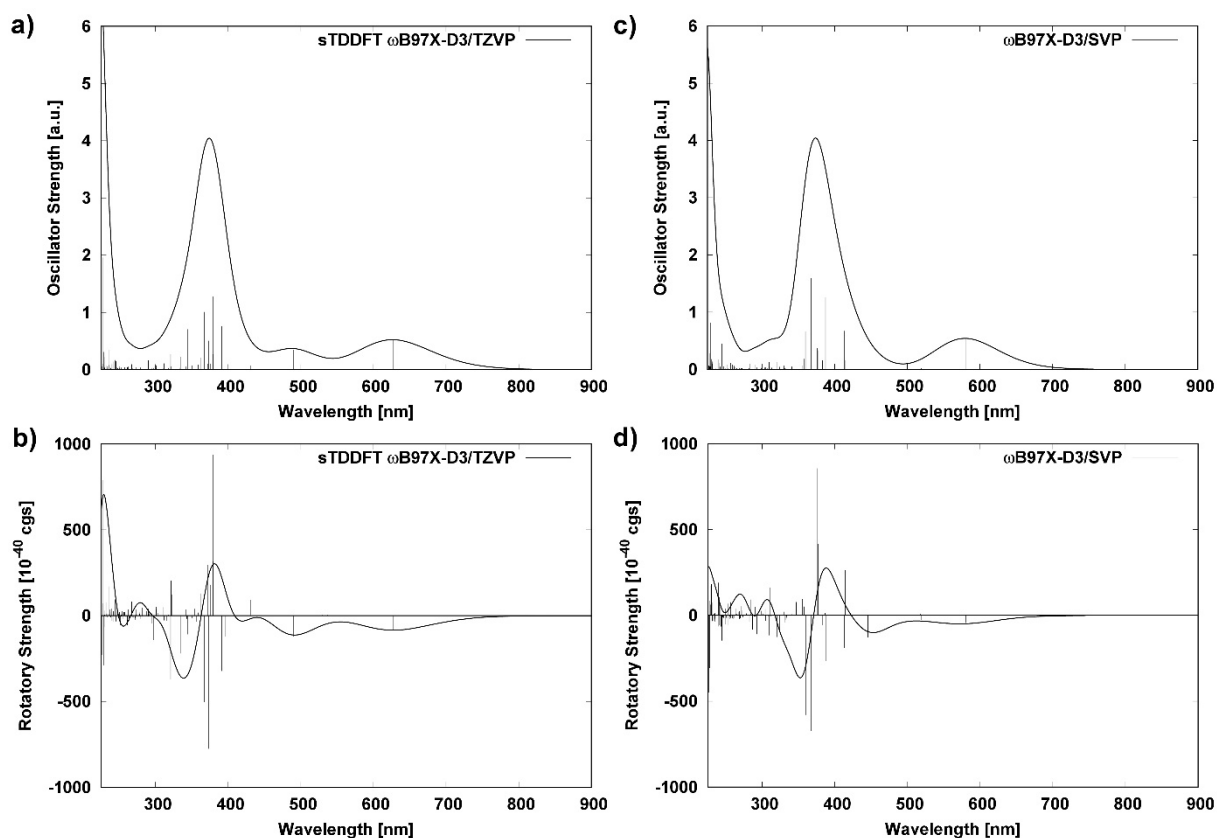 a)
sTDDFT ωB97X-D3/TZVP
Oscillator Strength [a.u.]
6
5
4
3
2
1
0
300 400 500 600 700 800 900
Wavelength [nm]
c)
ωB97X-D3/SVP
Oscillator Strength [a.u.]
6
5
4
3
2
1
0
300 400 500 600 700 800 900
Wavelength [nm]
b)
sTDDFT ωB97X-D3/TZVP
Rotatory Strength [10⁻⁴⁰ cgs]
1000
500
0
-500
-1000
300 400 500 600 700 800 900
Wavelength [nm]
d)
ωB97X-D3/SVP
Rotatory Strength [10⁻⁴⁰ cgs]
1000
500
0
-500
-1000
300 400 500 600 700 800 900
Wavelength [nm]